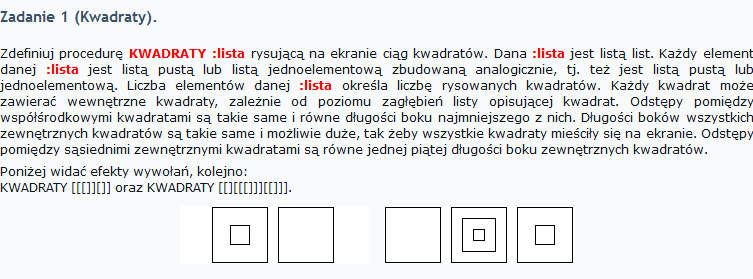 Zadanie 1 (Kwadraty).
Zdefiniuj procedurę KWADRATY :lista rysującą na ekranie ciąg kwadratów. Dana :lista jest listą list. Każdy element
danej :lista jest listą pustą lub listą jednoelementową zbudowaną analogicznie, tj. też jest listą pustą lub
jednoelementową. Liczba elementów danej :lista określa liczbę rysowanych kwadratów. Każdy kwadrat może
zawierać wewnętrzne kwadraty, zależnie od poziomu zagłębień listy opisującej kwadrat. Odstępy pomiędzy
współśrodkowymi kwadratami są takie same i równe długości boku najmniejszego z nich. Długości boków wszystkich
zewnętrznych kwadratów są takie same i możliwie duże, tak żeby wszystkie kwadraty mieściły się na ekranie. Odstępy
pomiędzy sąsiednimi zewnętrznymi kwadratami są równe jednej piątej długości boku zewnętrznych kwadratów.
Poniżej widać efekty wywołań, kolejno:
KWADRATY [[[]][]] oraz KWADRATY [[][[[]]][[]]].